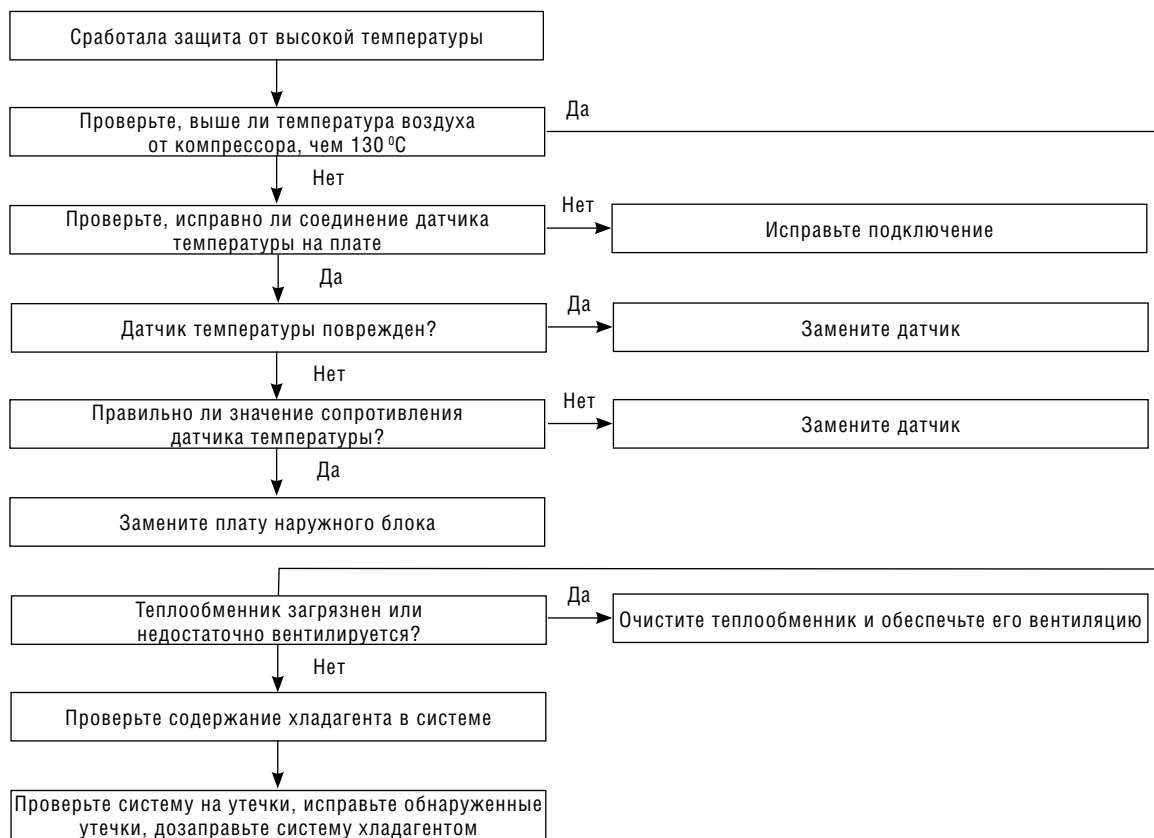 Сработала защита от высокой температуры
Проверьте, выше ли температура воздуха
от компрессора, чем 130 ⁰С
Да
Нет
Проверьте, исправно ли соединение датчика
температуры на плате
Нет
Исправьте подключение
Да
Датчик температуры поврежден?
Да
Замените датчик
Нет
Правильно ли значение сопротивления
датчика температуры?
Нет
Замените датчик
Да
Замените плату наружного блока
Теплообменник загрязнен или
недостаточно вентилируется?
Да
Очистите теплообменник и обеспечьте его вентиляцию
Нет
Проверьте содержание хладагента в системе
Проверьте систему на утечки, исправьте обнаруженные
утечки, дозаправьте систему хладагентом